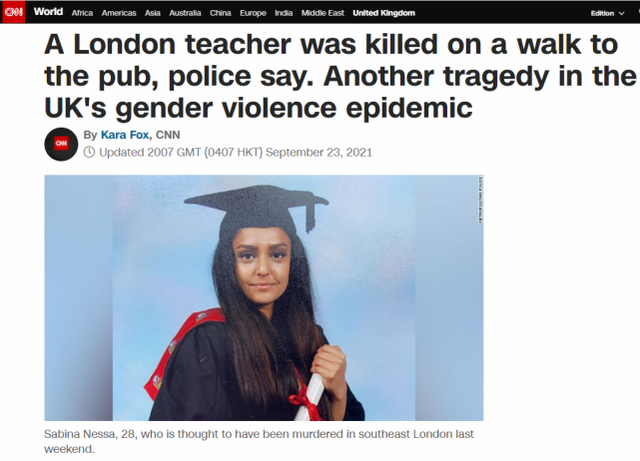 CNN World Africa Americas Asia Australia China Europe India Middle East United Kingdom Edition
A London teacher was killed on a walk to
the pub, police say. Another tragedy in the
UK's gender violence epidemic
CNN
By Kara Fox, CNN
Updated 2007 GMT (0407 HKT) September 23, 2021
METROPOLITAN POLICE
Sabina Nessa, 28, who is thought to have been murdered in southeast London last
weekend.